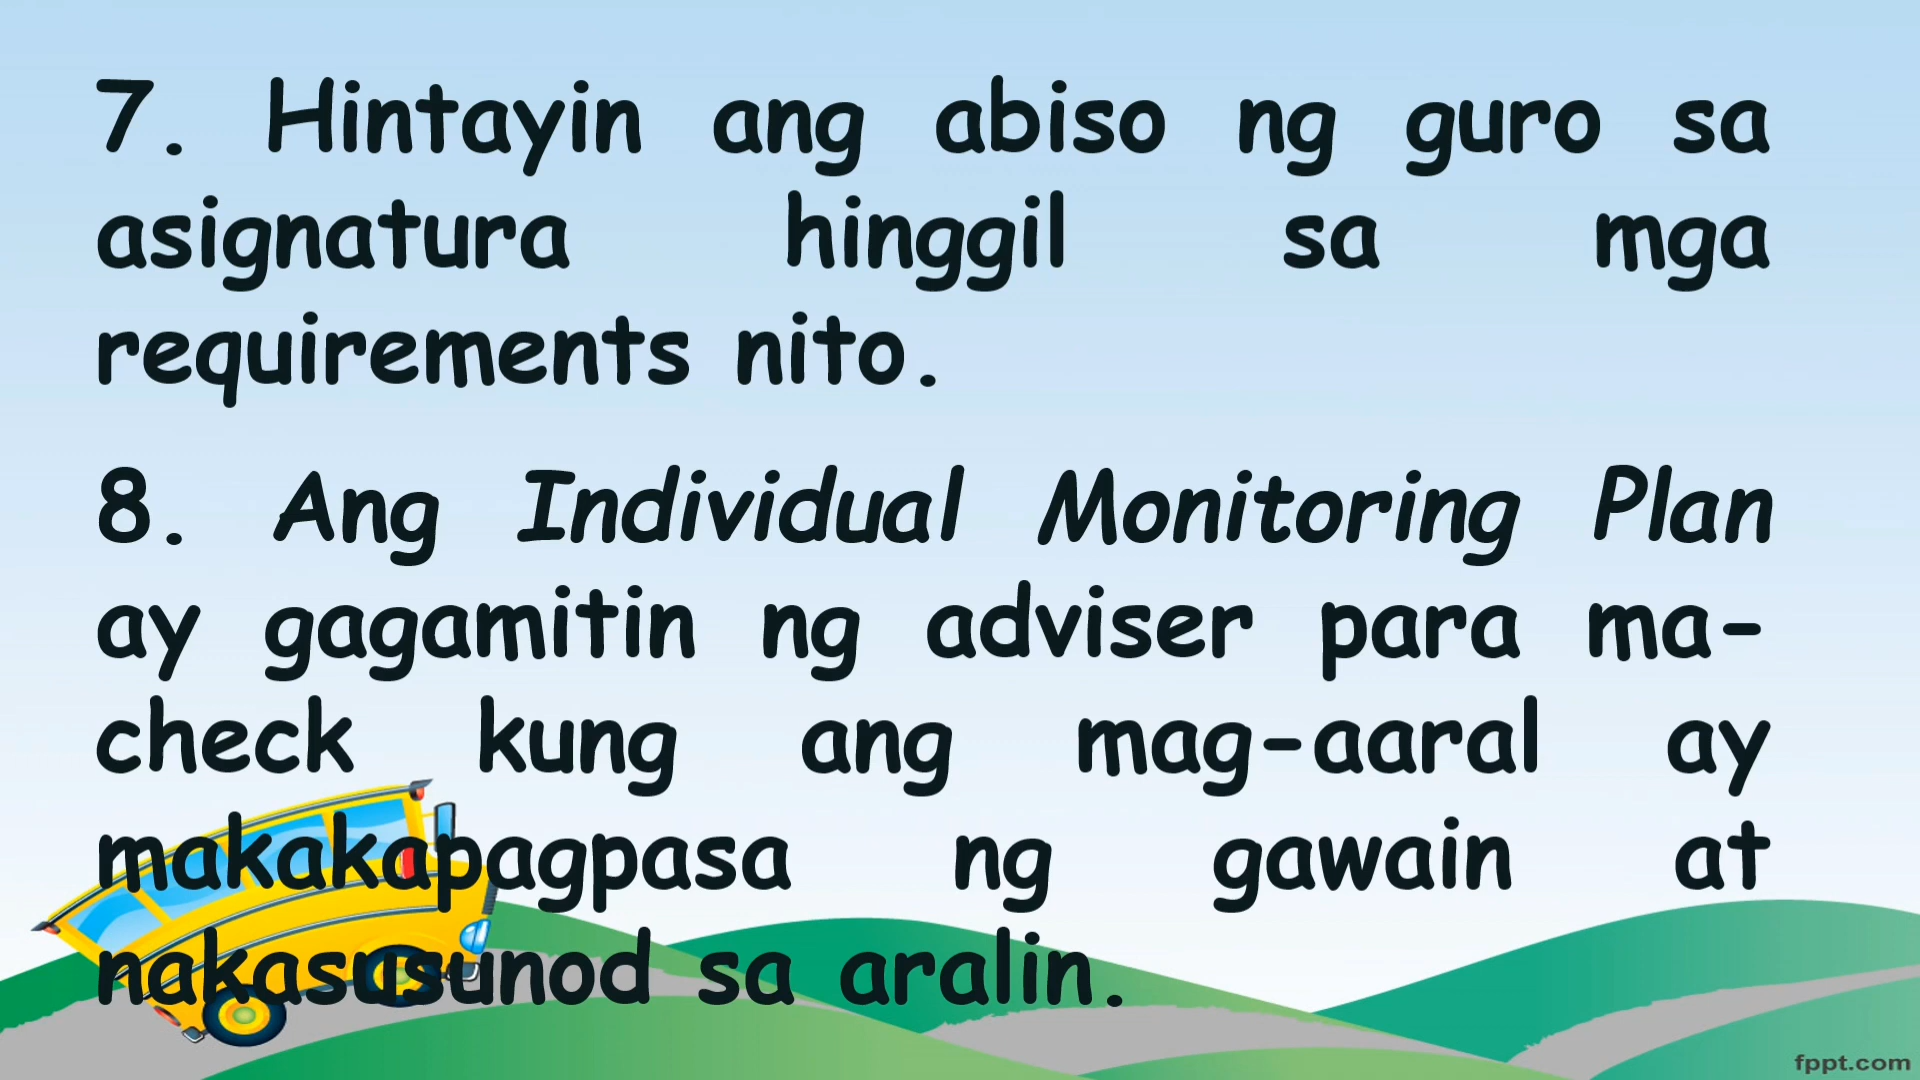 7. Hintayin ang abiso ng guro sa
asignatura hinggil sa mga
requirements nito.
8. Ang Individual Monitoring Plan
ay gagamitin ng adviser para ma-
check kung ang mag-aaral ay
makakapagpasa ng gawain at
nakasusunod sa aralin.
fppt.com